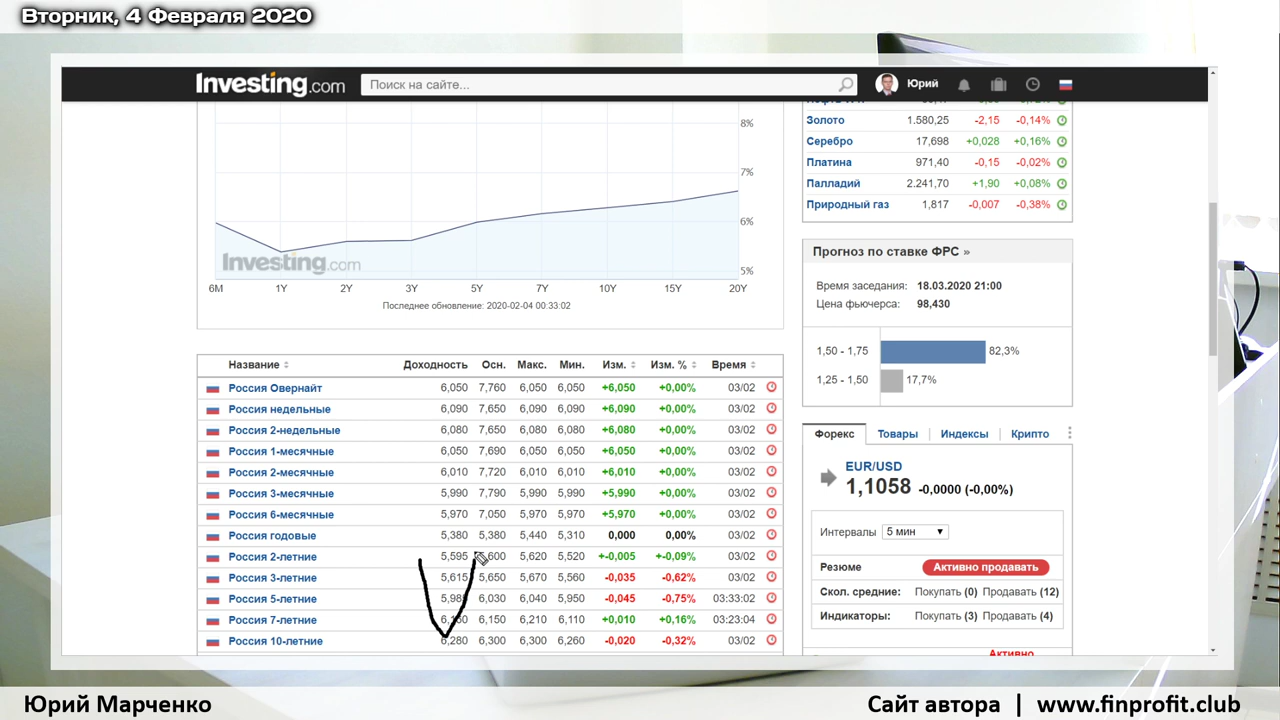 Вторник, 4 Февраля 2020
Investing.com
Поиск на сайте...
Юрий
8%
7%
6%
5%
Investing.com
6M 1Y 2Y 3Y 5Y 7Y 10Y 15Y 20Y
Последнее обновление: 2020-02-04 00:33:02
Название Доходность Осн. Макс. Мин. Изм. Изм. % Время
Россия Овернайт 6,050 7,760 6,050 6,050 +6,050 +0,00% 03/02
Россия недельные 6,090 7,650 6,090 6,090 +6,090 +0,00% 03/02
Россия 2-недельные 6,080 7,650 6,080 6,080 +6,080 +0,00% 03/02
Россия 1-месячные 6,050 7,690 6,050 6,050 +6,050 +0,00% 03/02
Россия 2-месячные 6,010 7,720 6,010 6,010 +6,010 +0,00% 03/02
Россия 3-месячные 5,990 7,790 5,990 5,990 +5,990 +0,00% 03/02
Россия 6-месячные 5,970 7,050 5,970 5,970 +5,970 +0,00% 03/02
Россия годовые 5,380 5,380 5,440 5,310 0,000 0,00% 03/02
Россия 2-летние 5,595 5,620 5,520 +-0,005 +-0,09% 03/02
Россия 3-летние 5,615 5,650 5,670 5,560 -0,035 -0,62% 03/02
Россия 5-летние 6,030 6,040 5,950 -0,045 -0,75% 03:33:02
Россия 7-летние 6,150 6,210 6,110 +0,010 +0,16% 03:23:04
Россия 10-летние 6,280 6,300 6,300 6,260 -0,020 -0,32% 03/02
Золото 1.580,25 -2,15 -0,14%
Серебро 17,698 +0,028 +0,16%
Платина 971,40 -0,15 -0,02%
Палладий 2.241,70 +1,90 +0,08%
Природный газ 1,817 -0,007 -0,38%
Прогноз по ставке ФРС »
Время заседания: 18.03.2020 21:00
Цена фьючерса: 98,430
1,50 - 1,75 82,3%
1,25 - 1,50 17,7%
Форекс Товары Индексы Крипто
EUR/USD
1,1058 -0,0000 (-0,00%)
Интервалы 5 мин
Резюме Активно продавать
Скол. средние: Покупать (0) Продавать (12)
Индикаторы: Покупать (3) Продавать (4)
Активно
Юрий Марченко
Сайт автора | www.finprofit.club